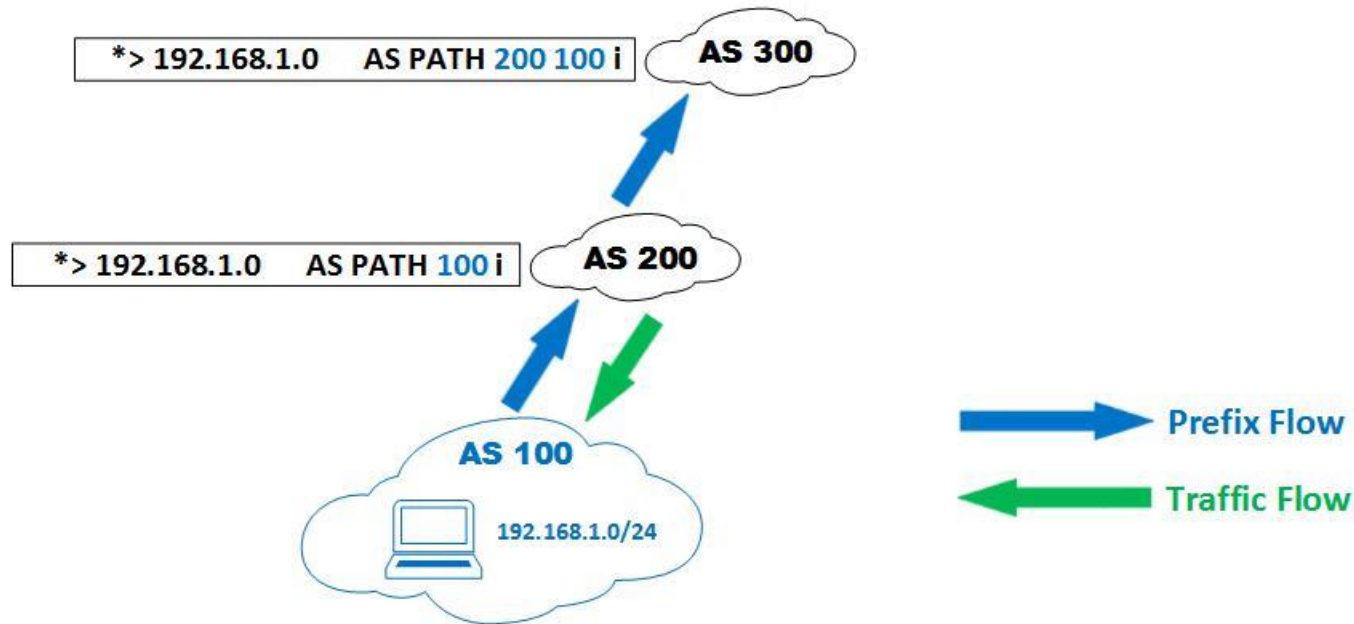 *> 192.168.1.0 AS PATH 200 100 i
AS 300
*> 192.168.1.0 AS PATH 100 i
AS 200
AS 100
192.168.1.0/24
Prefix Flow
Traffic Flow